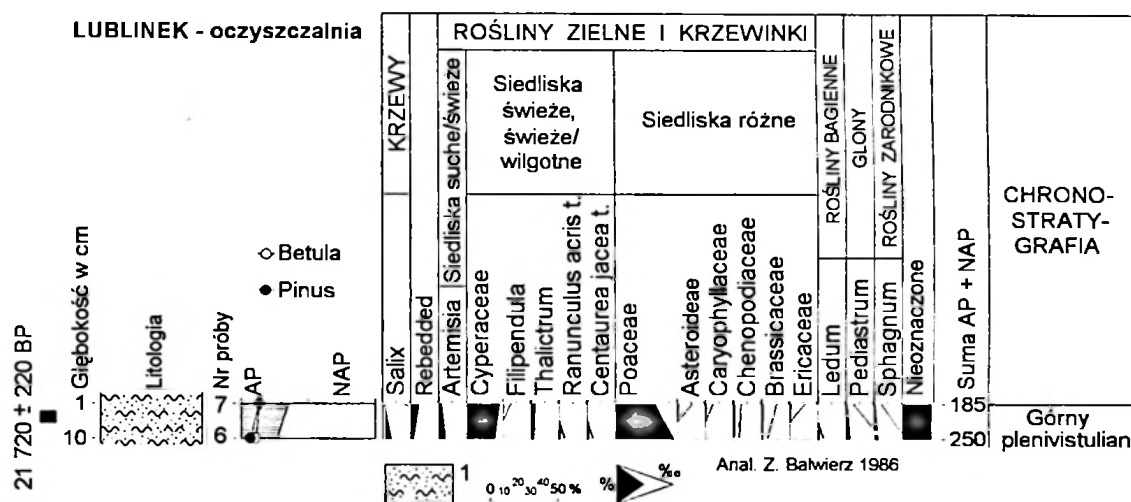 LUBLINEK - oczyszczalnia
ROŚLINY ZIELNE I KRZEWINKI
KRZEWY
Siedliska suche/świeże
Siedliska
świeże,
świeże/
wilgotne
Siedliska różne
ROŚLINY BAGIENNE
GLONY
ROŚLINY ZARODNIKOWE
CHRONO-
STRATY-
GRAFIA
Betula
Pinus
21 720 ± 220 BP
Głębokość w cm
Litologia
Nr próby
AP
NAP
Salix
Rebedded
Artemisia
Cyperaceae
Filipendula
Thalictrum
Ranunculus acris t.
Centaurea jacea t.
Poaceae
Asteroideae
Caryophyllaceae
Chenopodiaceae
Brassicaceae
Ericaceae
Ledum
Pediastrum
Sphagnum
Nieoznaczone
Suma AP + NAP
1
7
185
10
6
250
Górny
plenivistulian
1
0 10 20 30 40 50 %
%
‰
Anal. Z. Balwierz 1986